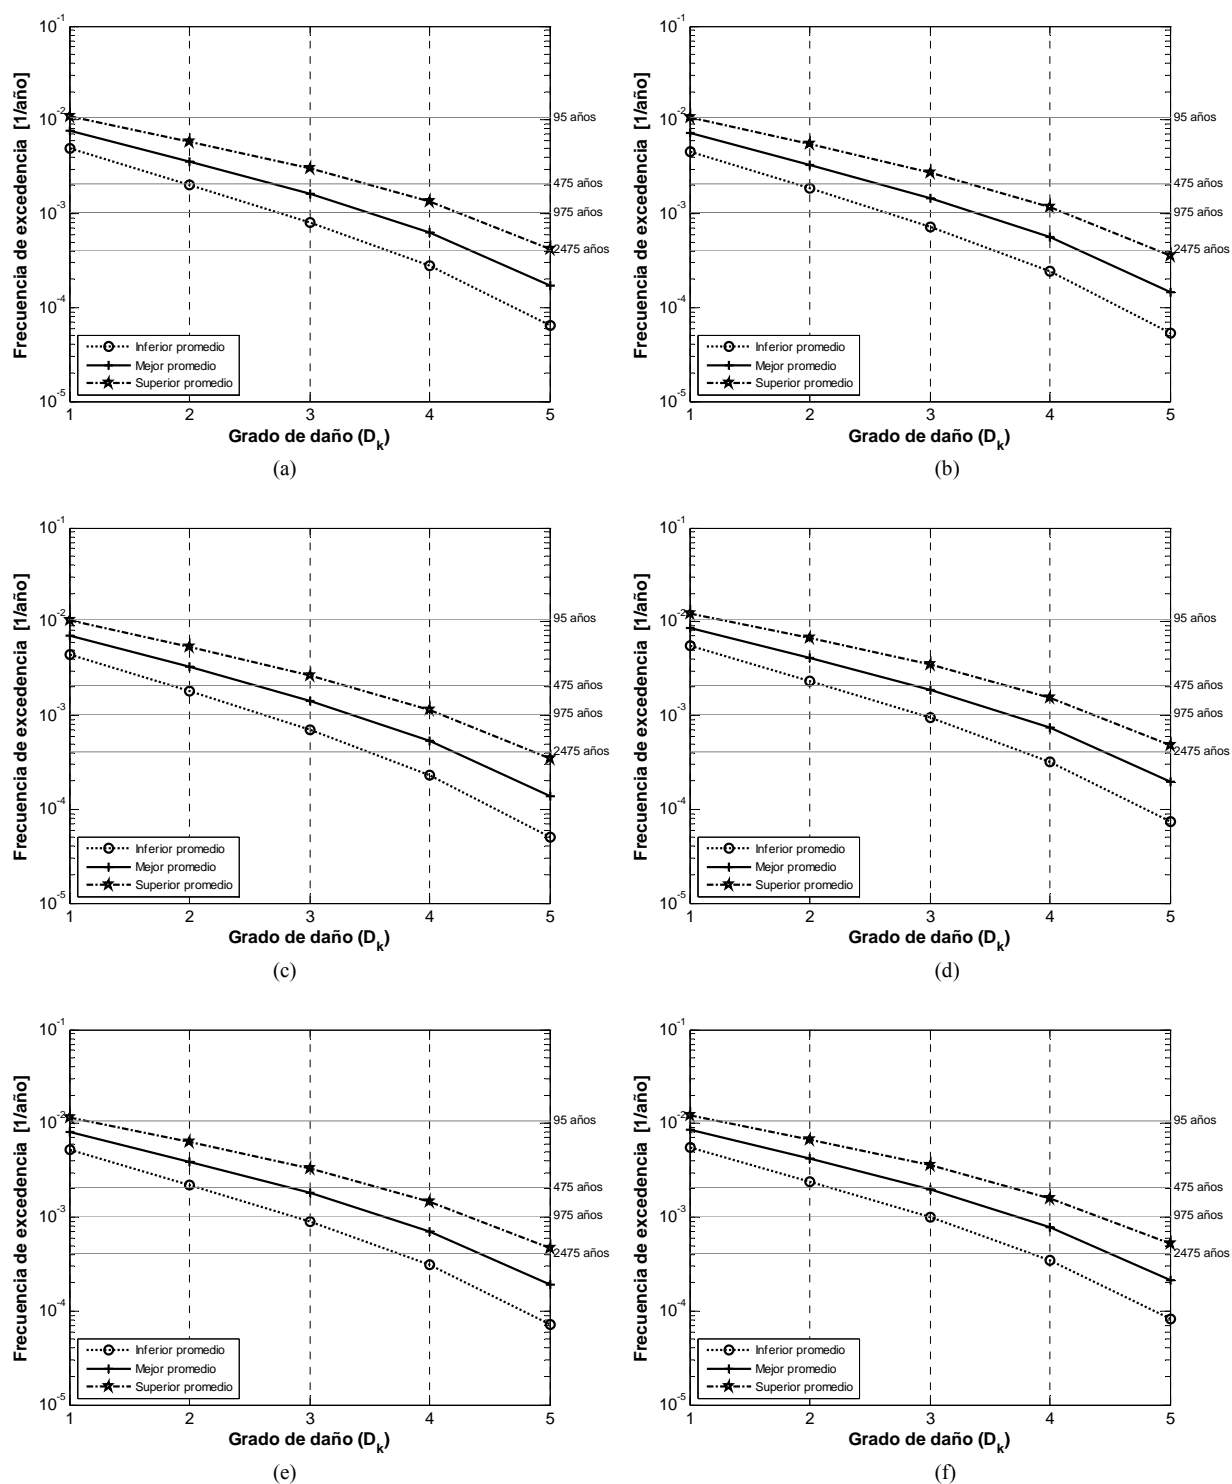 10^-1
10^-2
10^-3
10^-4
10^-5
Frecuencia de excedencia [1/año]
95 años
475 años
975 años
2475 años
Inferior promedio
Mejor promedio
Superior promedio
1 2 3 4 5
Grado de daño (D_k)
(a)
10^-1
10^-2
10^-3
10^-4
10^-5
Frecuencia de excedencia [1/año]
95 años
475 años
975 años
2475 años
Inferior promedio
Mejor promedio
Superior promedio
1 2 3 4 5
Grado de daño (D_k)
(b)
10^-1
10^-2
10^-3
10^-4
10^-5
Frecuencia de excedencia [1/año]
95 años
475 años
975 años
2475 años
Inferior promedio
Mejor promedio
Superior promedio
1 2 3 4 5
Grado de daño (D_k)
(c)
10^-1
10^-2
10^-3
10^-4
10^-5
Frecuencia de excedencia [1/año]
95 años
475 años
975 años
2475 años
Inferior promedio
Mejor promedio
Superior promedio
1 2 3 4 5
Grado de daño (D_k)
(d)
10^-1
10^-2
10^-3
10^-4
10^-5
Frecuencia de excedencia [1/año]
95 años
475 años
975 años
2475 años
Inferior promedio
Mejor promedio
Superior promedio
1 2 3 4 5
Grado de daño (D_k)
(e)
10^-1
10^-2
10^-3
10^-4
10^-5
Frecuencia de excedencia [1/año]
95 años
475 años
975 años
2475 años
Inferior promedio
Mejor promedio
Superior promedio
1 2 3 4 5
Grado de daño (D_k)
(f)